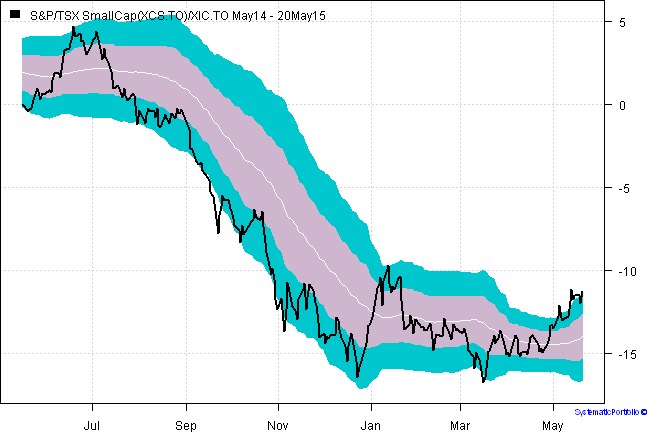 S&P/TSX SmallCap(XCS.TO)/XIC.TO May14 - 20May15
5
0
-5
-10
-15
Jul Sep Nov Jan Mar May
SystematicPortfolio ©